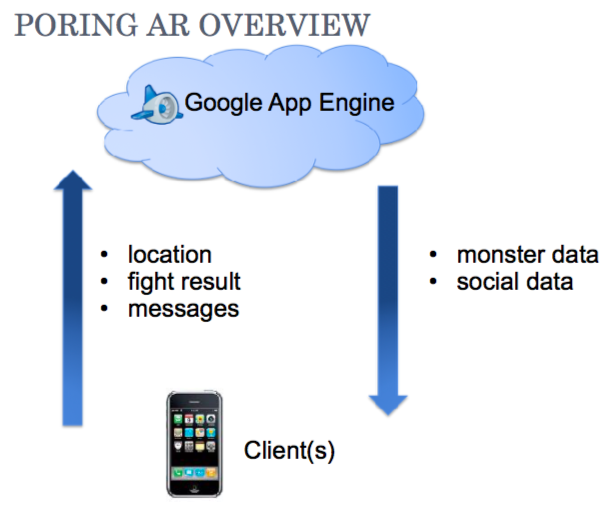 PORING AR OVERVIEW
Google App Engine
• location
• fight result
• messages
• monster data
• social data
Client(s)